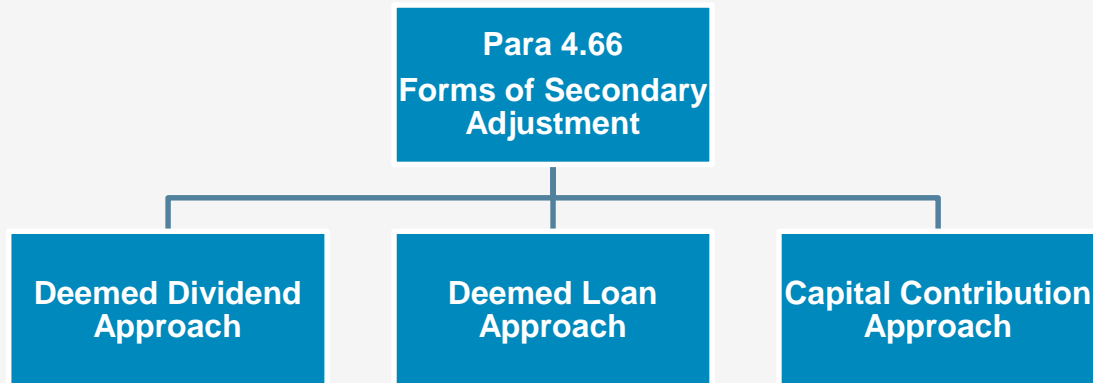 Para 4.66
Forms of Secondary
Adjustment
Deemed Dividend
Approach
Deemed Loan
Approach
Capital Contribution
Approach